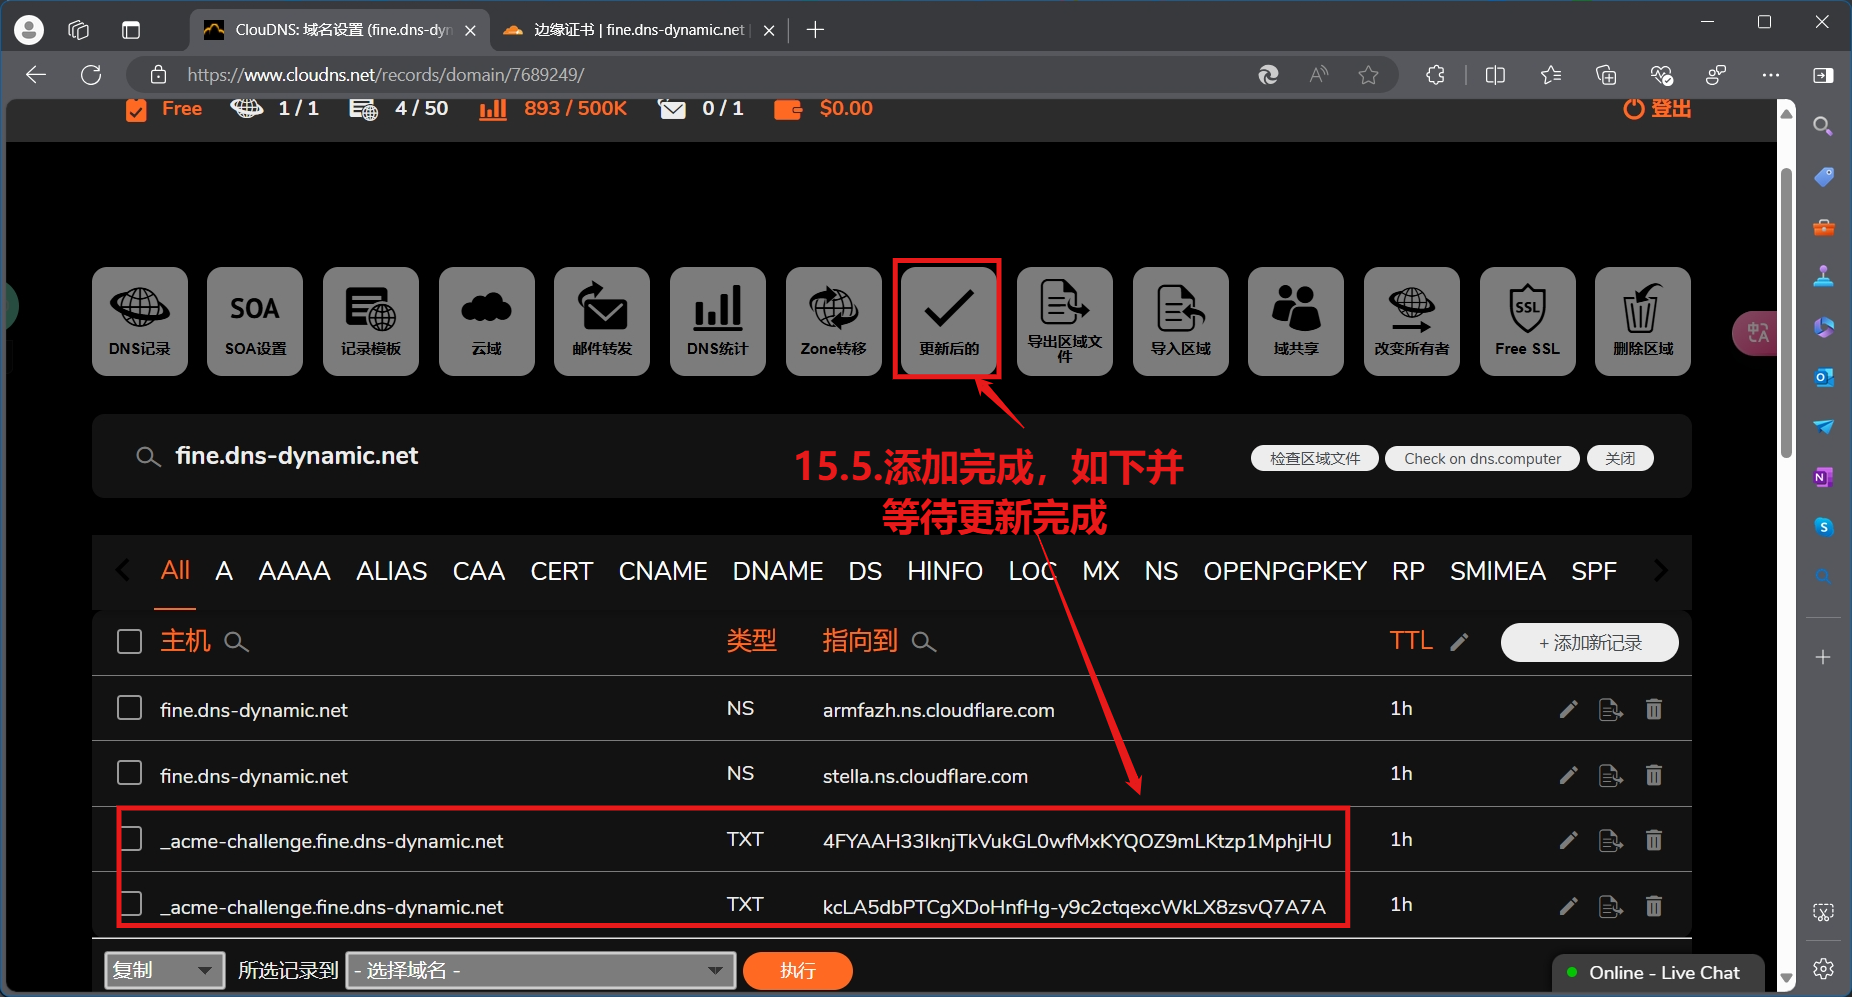 ClouDNS: 域名设置 (fine.dns-dyn
边缘证书 | fine.dns-dynamic.net
https://www.cloudns.net/records/domain/7689249/
Free 1 / 1 4 / 50 893 / 500K 0 / 1 $0.00 登出
DNS记录
SOA
SOA设置
记录模板
云域
邮件转发
DNS统计
Zone转移
更新后的
导出区域文
件
导入区域
域共享
改变所有者
SSL
Free SSL
删除区域
中A
fine.dns-dynamic.net
检查区域文件 Check on dns.computer 关闭
15.5.添加完成，如下并
等待更新完成
All A AAAA ALIAS CAA CERT CNAME DNAME DS HINFO LOC MX NS OPENPGPKEY RP SMIMEA SPF
主机 类型 指向到 TTL + 添加新记录
fine.dns-dynamic.net NS armfazh.ns.cloudflare.com 1h
fine.dns-dynamic.net NS stella.ns.cloudflare.com 1h
_acme-challenge.fine.dns-dynamic.net TXT 4FYAAH33IknjTkVukGL0wfMxKYQOZ9mLKtzp1MphjHU 1h
_acme-challenge.fine.dns-dynamic.net TXT kcLA5dbPTCgXDoHnfHg-y9c2ctqexcWkLX8zsvQ7A7A 1h
复制 所选记录到 - 选择域名 - 执行
Online - Live Chat